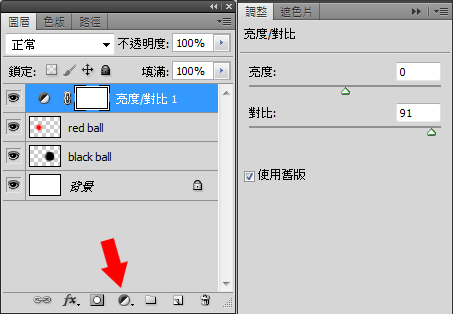 圖層 色版 路徑
正常 不透明度: 100%
鎖定: 填滿: 100%
亮度/對比 1
red ball
black ball
背景
fx
調整 遮色片
亮度/對比
亮度: 0
對比: 91
使用舊版